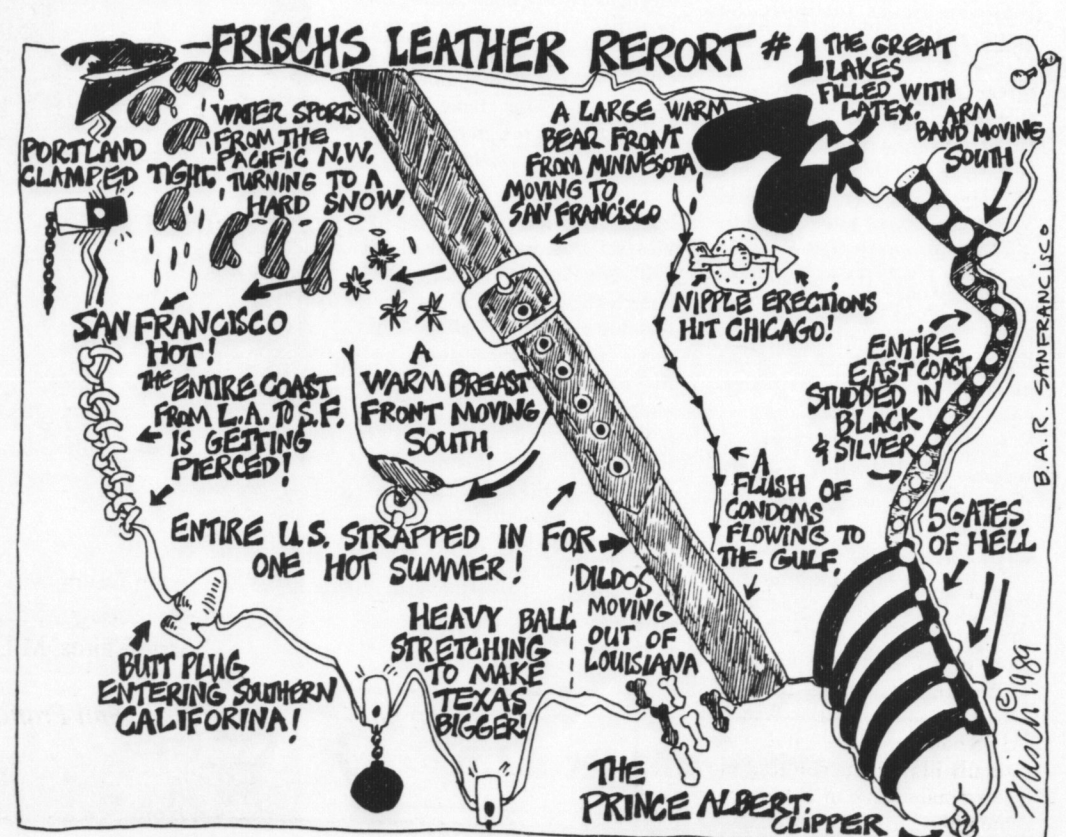 FRISCHS LEATHER RERORT #1
THE GREAT
LAKES
FILLED WITH
LATEX.
ARM
BAND MOVING
SOUTH
PORTLAND
CLAMPED TIGHT,
WATER SPORTS
FROM THE
PACIFIC N.W.
TURNING TO A
HARD SNOW,
A LARGE WARM
BEAR FRONT
FROM MINNESOTA
MOVING TO
SAN FRANCISCO
NIPPLE ERECTIONS
HIT CHICAGO!
SAN FRANCISCO
HOT!
THE ENTIRE COAST
FROM L.A. TO S.F.
IS GETTING
PIERCED!
A
WARM BREAST
FRONT MOVING
SOUTH,
ENTIRE
EAST COAST
STUDDED IN
BLACK
& SILVER
B.A.R. SANFRANCISCO
A
FLUSH OF
CONDOMS
FLOWING TO
THE GULF,
5 GATES
OF HELL
ENTIRE U.S. STRAPPED IN FOR
ONE HOT SUMMER!
DILDOS
MOVING
OUT OF
LOUISIANA
HEAVY BALL
STRETCHING
TO MAKE
TEXAS
BIGGER!
BUTT PLUG
ENTERING SOUTHERN
CALIFORINA!
THE
PRINCE ALBERT.
CLIPPER
Frisch ©1989